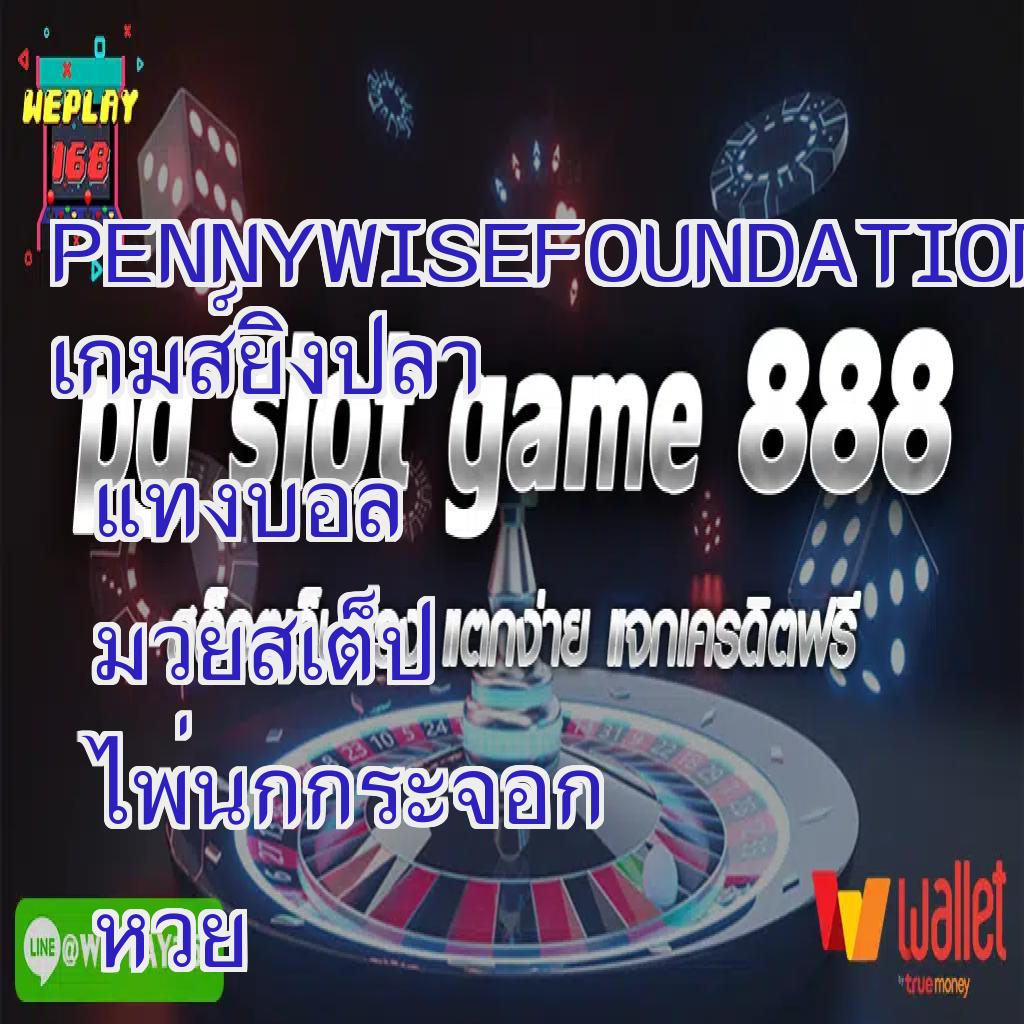 WEPLAY
168
PENNYWISEFOUNDATION
เกมส์ยิงปลา
pg slot game 888
แทงบอล
มวยสเต็ป
แตกง่าย แจกเครดิตฟรี
ไพ่นกกระจอก
หวย
LINE
wallet
by truemoney